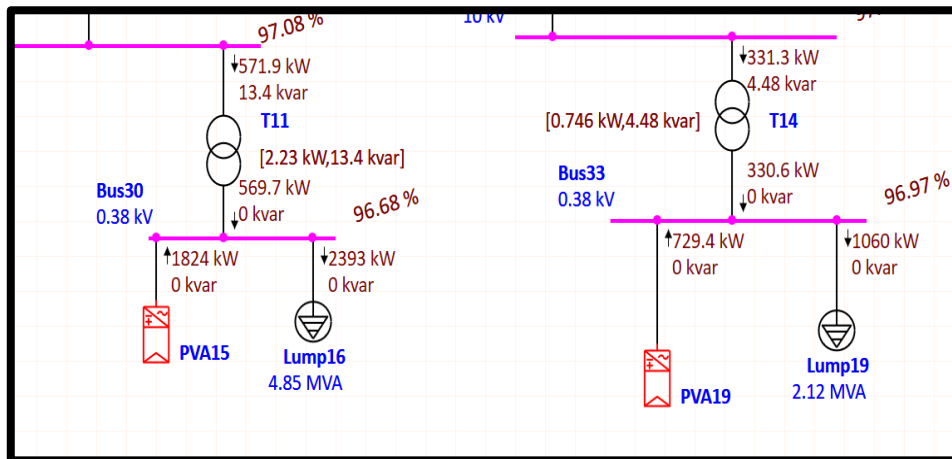 97.08 %
571.9 kW
13.4 kvar
T11
[2.23 kW,13.4 kvar]
Bus30
0.38 kV
569.7 kW
0 kvar
96.68 %
1824 kW
0 kvar
2393 kW
0 kvar
PVA15
Lump16
4.85 MVA
10 kV
331.3 kW
4.48 kvar
[0.746 kW,4.48 kvar]
T14
330.6 kW
0 kvar
Bus33
0.38 kV
96.97 %
729.4 kW
0 kvar
1060 kW
0 kvar
PVA19
Lump19
2.12 MVA